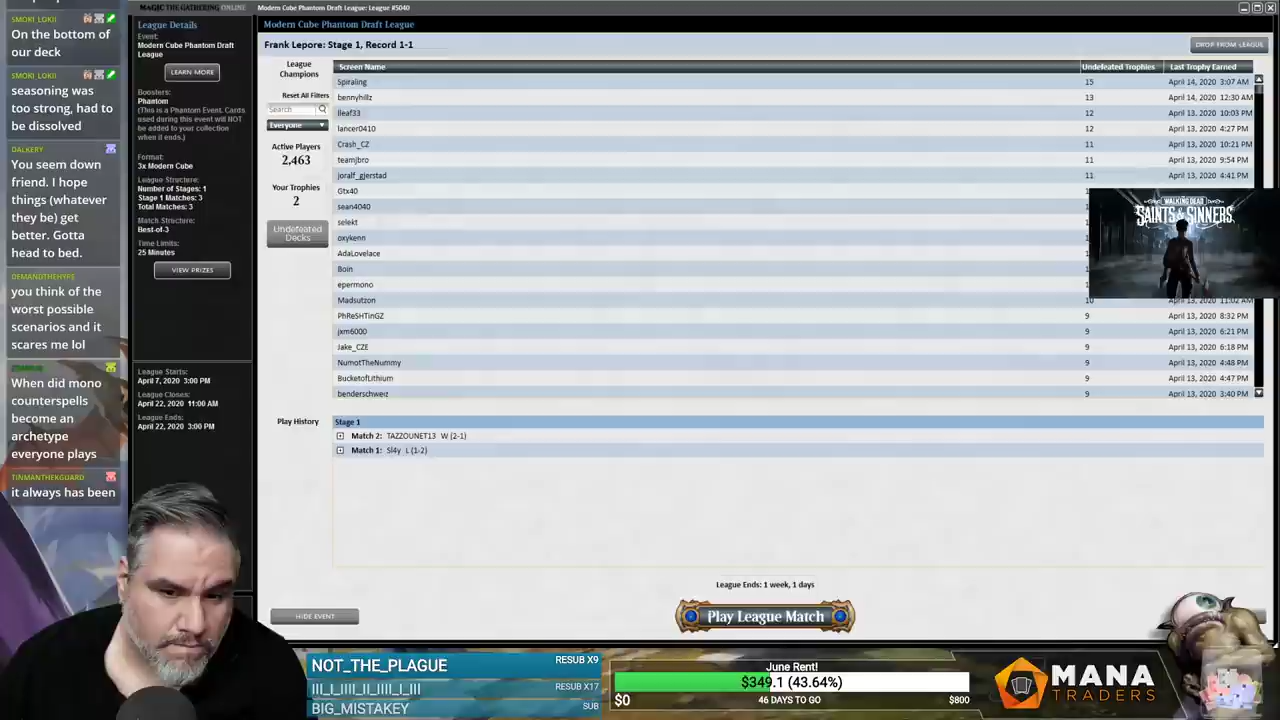 SMOKI_LOKII
On the bottom of
our deck
SMOKI_LOKII
seasoning was
too strong, had to
be dissolved
DALKERY
You seem down
friend. I hope
things (whatever
they be) get
better. Gotta
head to bed.
DEMANDTHEHYPE
you think of the
worst possible
scenarios and it
scares me lol
When did mono
counterspells
become an
archetype
everyone plays
TINMANTHEKGUARD
it always has been
MAGIC THE GATHERING ONLINE
Modern Cube Phantom Draft League: League #5040
League Details
Event:
Modern Cube Phantom Draft
League
LEARN MORE
Boosters:
Phantom
(This is a Phantom Event. Cards
used during this event will NOT
be added to your collection
when it ends.)
Format:
3x Modern Cube
League Structure:
Number of Stages: 1
Stage 1 Matches: 3
Total Matches: 3
Match Structure:
Best-of-3
Time Limits:
25 Minutes
VIEW PRIZES
League Starts:
April 7, 2020 3:00 PM
League Closes:
April 22, 2020 11:00 AM
League Ends:
April 22, 2020 3:00 PM
Modern Cube Phantom Draft League
Frank Lepore: Stage 1, Record 1-1
DROP FROM LEAGUE
League
Champions
Reset All Filters
Search
Everyone
Active Players
2,463
Your Trophies
2
Undefeated
Decks
Screen Name Undefeated Trophies Last Trophy Earned
Spiraling 15 April 14, 2020 3:07 AM
bennyhillz 13 April 14, 2020 12:30 AM
lleaf33 12 April 13, 2020 10:03 PM
lancer0410 12 April 13, 2020 4:27 PM
Crash_CZ 11 April 13, 2020 10:21 PM
teamjbro 11 April 13, 2020 9:54 PM
joralf_gjerstad 11 April 13, 2020 4:41 PM
Gtx40
sean4040
selekt
oxykenn
AdaLovelace
Boin
epermono
Madsutzon 10 April 13, 2020 11:02 AM
PhReSHTinGZ 9 April 13, 2020 8:32 PM
jxm6000 9 April 13, 2020 6:21 PM
Jake_CZE 9 April 13, 2020 6:18 PM
NumotTheNummy 9 April 13, 2020 4:48 PM
BucketofLithium 9 April 13, 2020 4:47 PM
benderschweiz 9 April 13, 2020 3:40 PM
THE WALKING DEAD
SAINTS & SINNERS
Play History
Stage 1
Match 2: TAZZOUNET13 W (2-1)
Match 1: Sl4y L (1-2)
League Ends: 1 week, 1 days
HIDE EVENT
Play League Match
NOT_THE_PLAGUE RESUB X9
|||_|_||||_||_||||_|_||| RESUB X17
BIG_MISTAKEY SUB
June Rent!
$349.1 (43.64%)
$0 46 DAYS TO GO $800
MANA
TRADERS